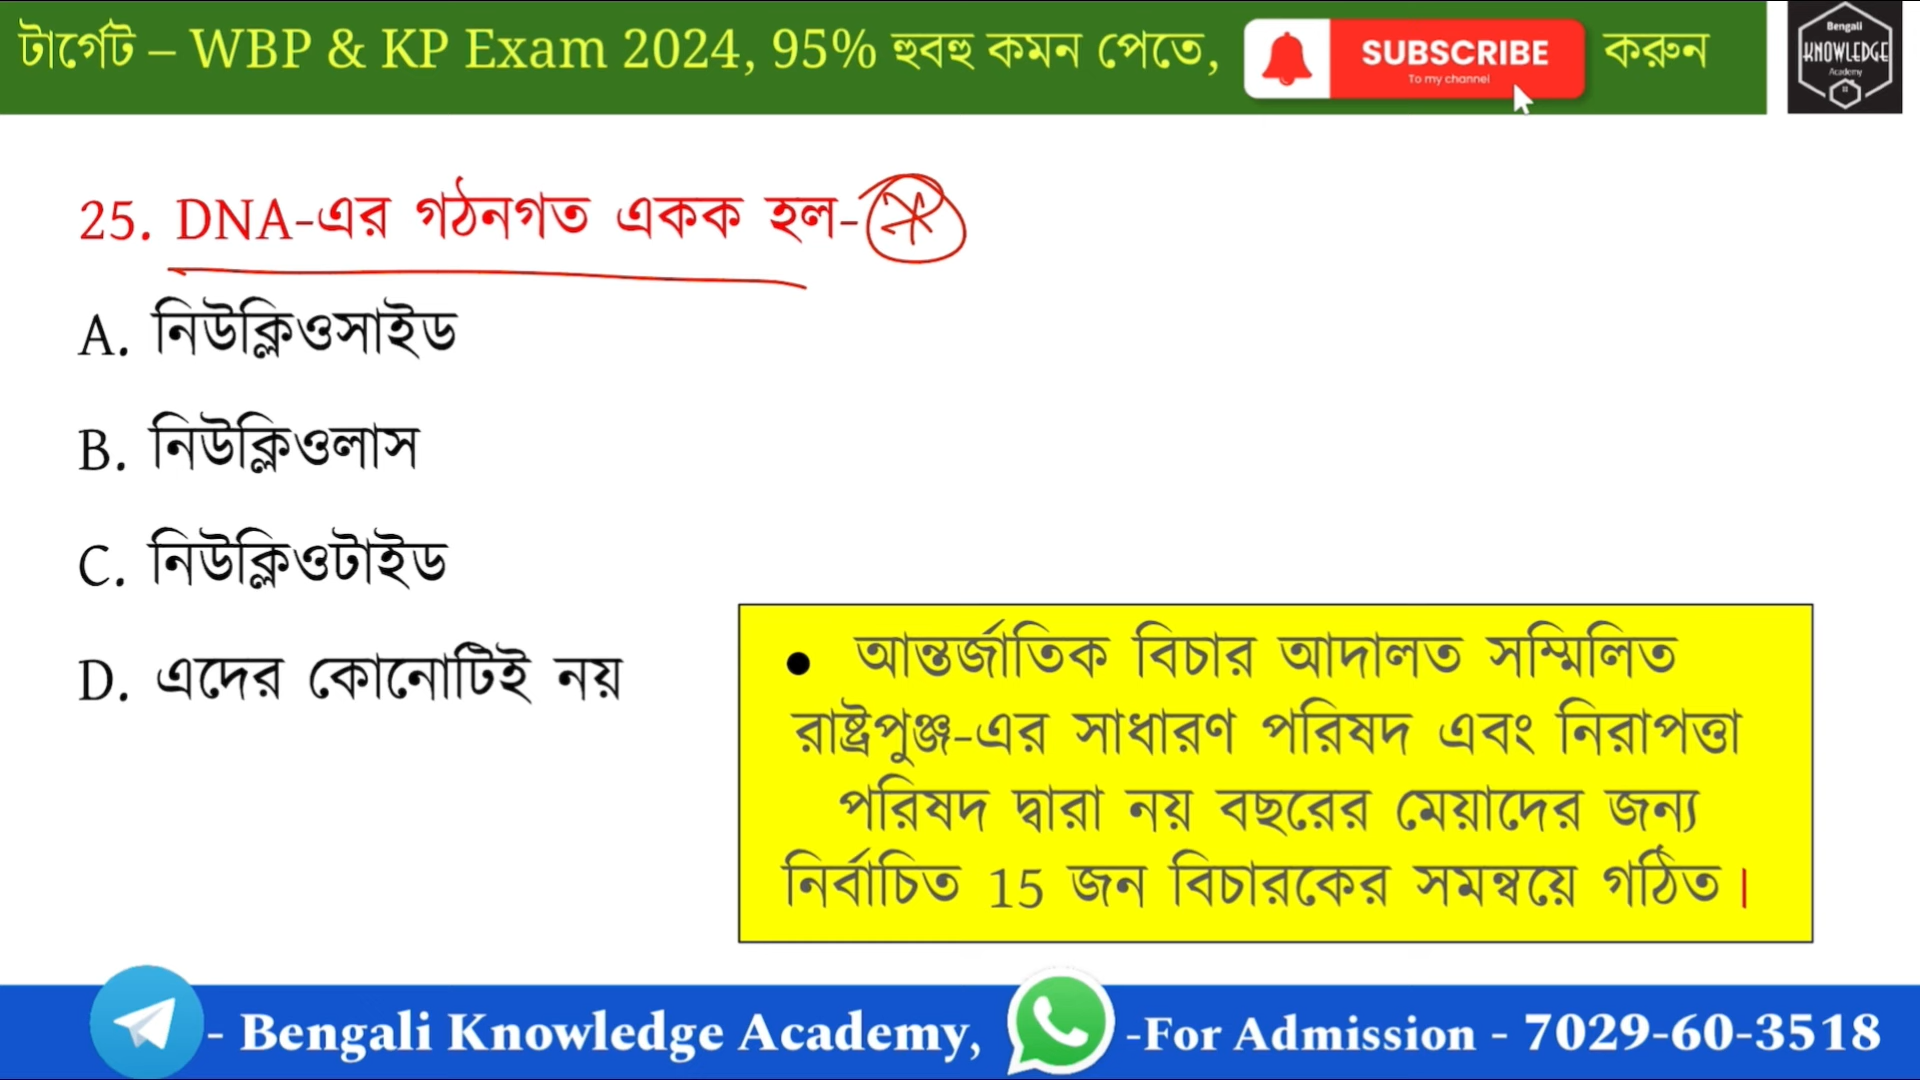 টার্গেট – WBP & KP Exam 2024, 95% হুবহু কমন পেতে, SUBSCRIBE করুন
To my channel
Bengali
KNOWLEDGE
Academy
25. DNA-এর গঠনগত একক হল-
A. নিউক্লিওসাইড
B. নিউক্লিওলাস
C. নিউক্লিওটাইড
D. এদের কোনোটিই নয়
• আন্তর্জাতিক বিচার আদালত সম্মিলিত
রাষ্ট্রপুঞ্জ-এর সাধারণ পরিষদ এবং নিরাপত্তা
পরিষদ দ্বারা নয় বছরের মেয়াদের জন্য
নির্বাচিত 15 জন বিচারকের সমন্বয়ে গঠিত।
- Bengali Knowledge Academy, -For Admission - 7029-60-3518